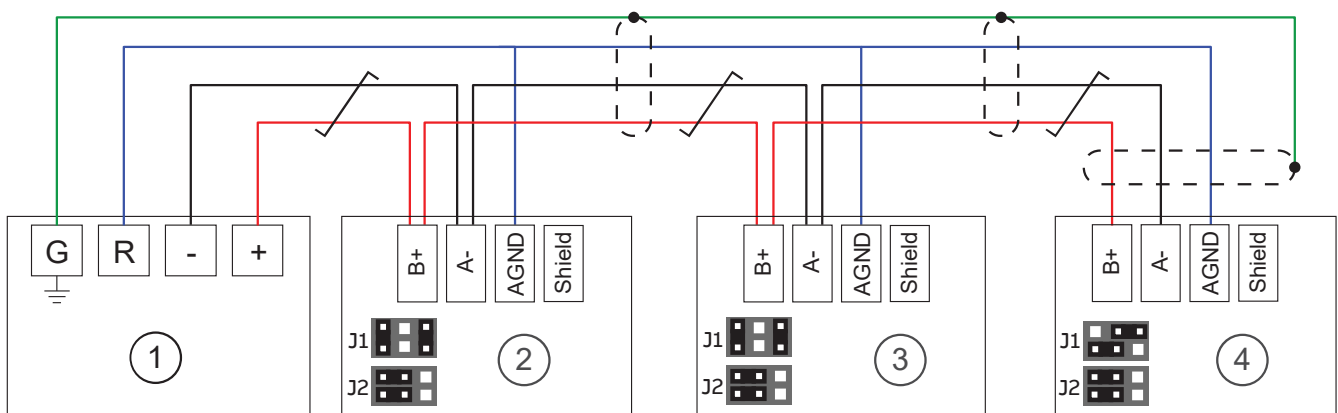 G R - +
B+ A- AGND Shield
B+ A- AGND Shield
B+ A- AGND Shield
J1
J1
J1
1
2
3
4
J2
J2
J2